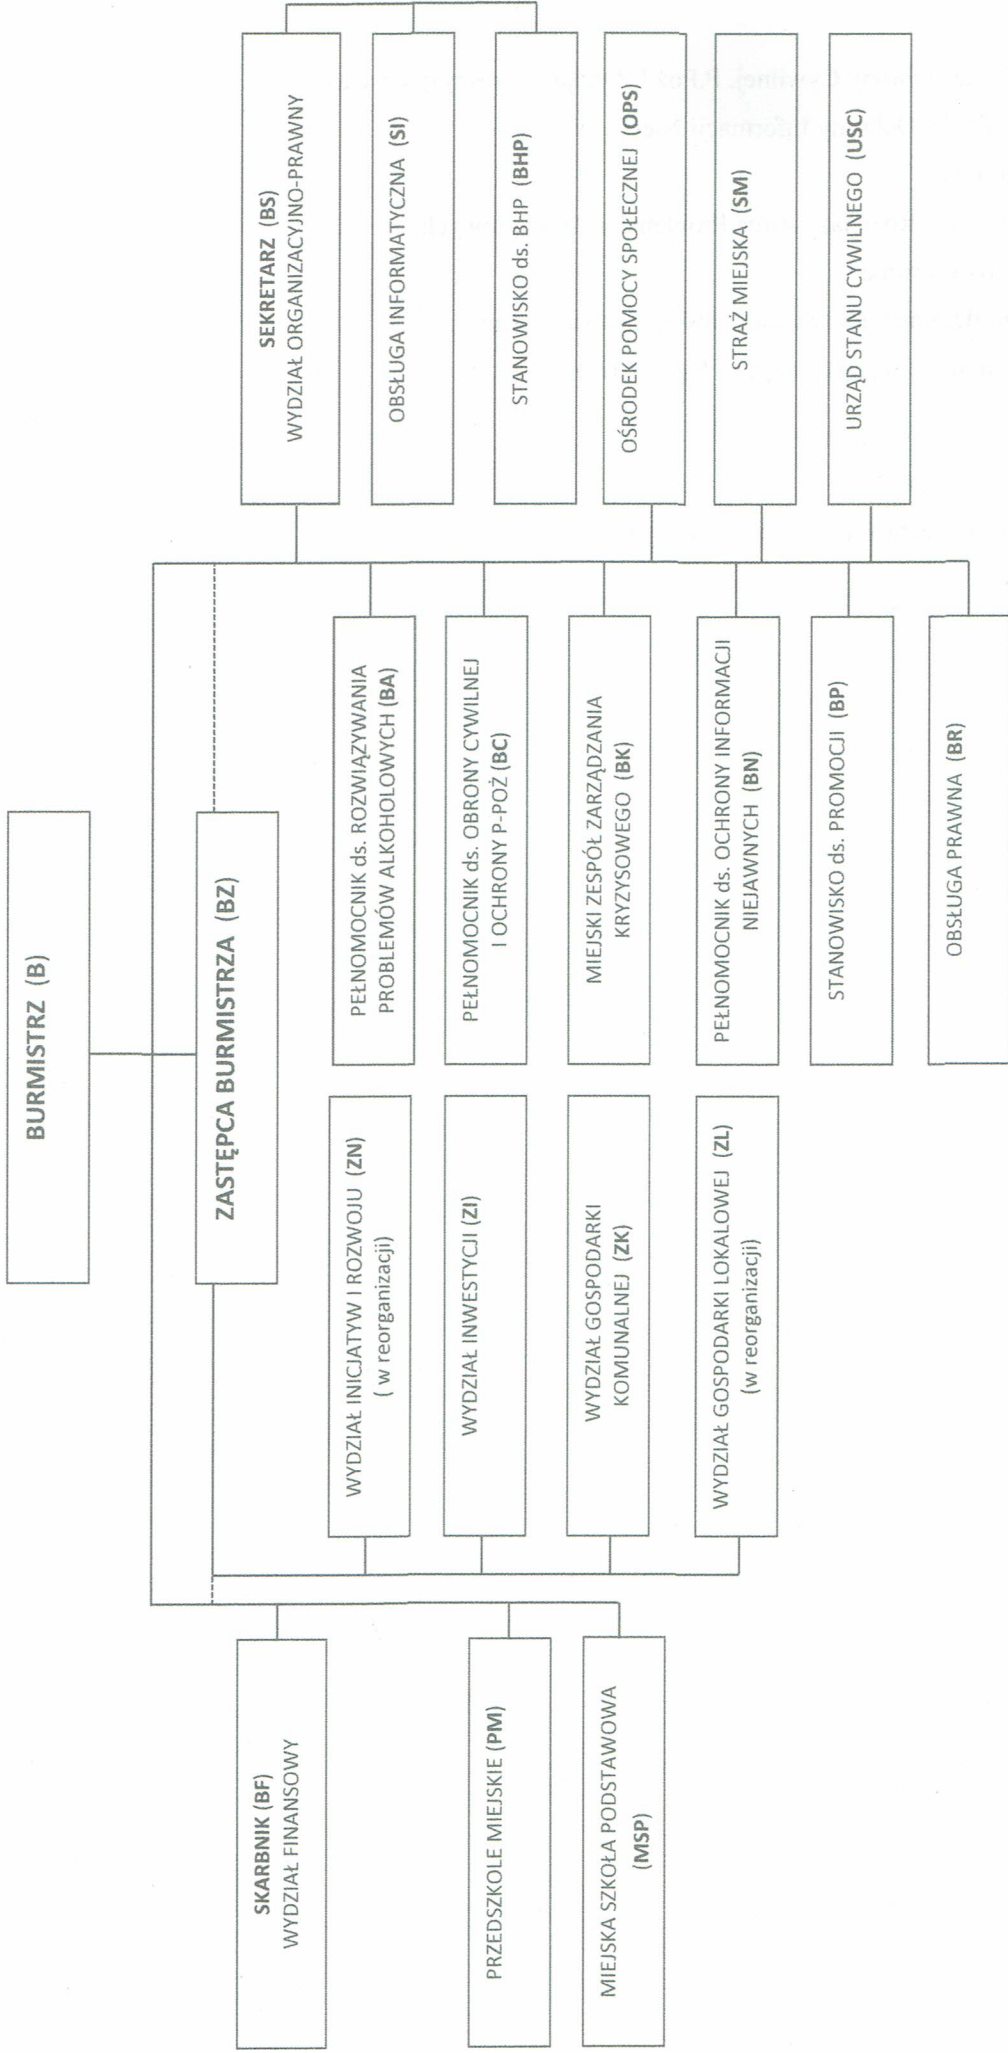 BURMISTRZ (B)
ZASTĘPCA BURMISTRZA (BZ)
SKARBNIK (BF)
WYDZIAŁ FINANSOWY
PRZEDSZKOLE MIEJSKIE (PM)
MIEJSKA SZKOŁA PODSTAWOWA
(MSP)
WYDZIAŁ INICJATYW I ROZWOJU (ZN)
( w reorganizacji)
WYDZIAŁ INWESTYCJI (ZI)
WYDZIAŁ GOSPODARKI
KOMUNALNEJ (ZK)
WYDZIAŁ GOSPODARKI LOKALOWEJ (ZL)
(w reorganizacji)
PEŁNOMOCNIK ds. ROZWIĄZYWANIA
PROBLEMÓW ALKOHOLOWYCH (BA)
PEŁNOMOCNIK ds. OBRONY CYWILNEJ
I OCHRONY P-POŻ (BC)
MIEJSKI ZESPÓŁ ZARZĄDZANIA
KRYZYSOWEGO (BK)
PEŁNOMOCNIK ds. OCHRONY INFORMACJI
NIEJAWNYCH (BN)
STANOWISKO ds. PROMOCJI (BP)
OBSŁUGA PRAWNA (BR)
SEKRETARZ (BS)
WYDZIAŁ ORGANIZACYJNO-PRAWNY
OBSŁUGA INFORMATYCZNA (SI)
STANOWISKO ds. BHP (BHP)
OŚRODEK POMOCY SPOŁECZNEJ (OPS)
STRAŻ MIEJSKA (SM)
URZĄD STANU CYWILNEGO (USC)